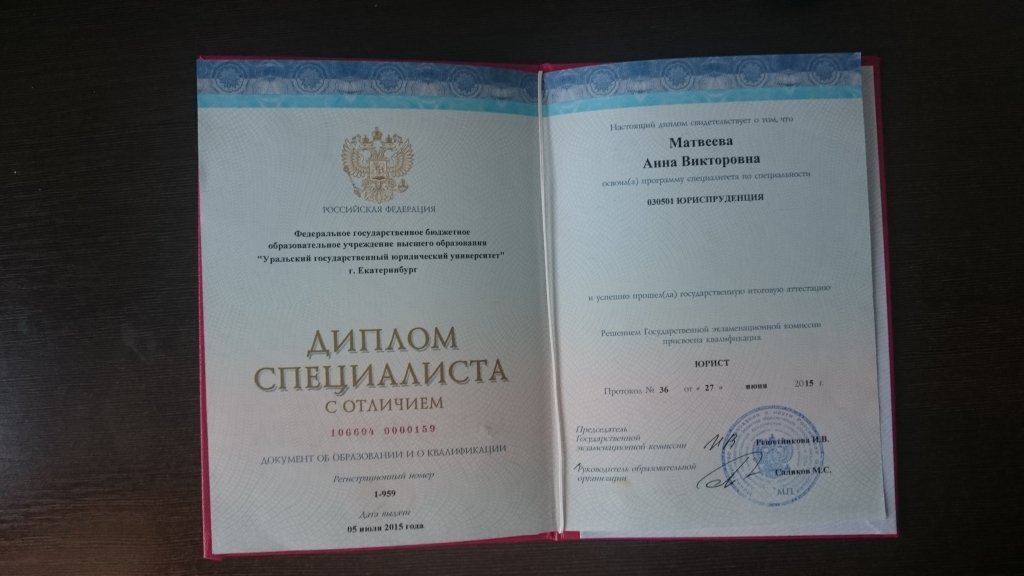 РОССИЙСКАЯ ФЕДЕРАЦИЯ
Федеральное государственное бюджетное
образовательное учреждение высшего образования
"Уральский государственный юридический университет"
г. Екатеринбург
ДИПЛОМ
СПЕЦИАЛИСТА
С ОТЛИЧИЕМ
106604 0000159
ДОКУМЕНТ ОБ ОБРАЗОВАНИИ И О КВАЛИФИКАЦИИ
Регистрационный номер
1-959
Дата выдачи
05 июля 2015 года
Настоящий диплом свидетельствует о том, что
Матвеева
Анна Викторовна
освоил(а) программу специалитета по специальности
030501 ЮРИСПРУДЕНЦИЯ
и успешно прошел(ла) государственную итоговую аттестацию
Решением Государственной экзаменационной комиссии
присвоена квалификация
ЮРИСТ
Протокол № 36 от « 27 » июня 2015 г.
Председатель
Государственной
экзаменационной комиссии
Решетникова И.В.
Руководитель образовательной
организации
Саликов М.С.
М.П.